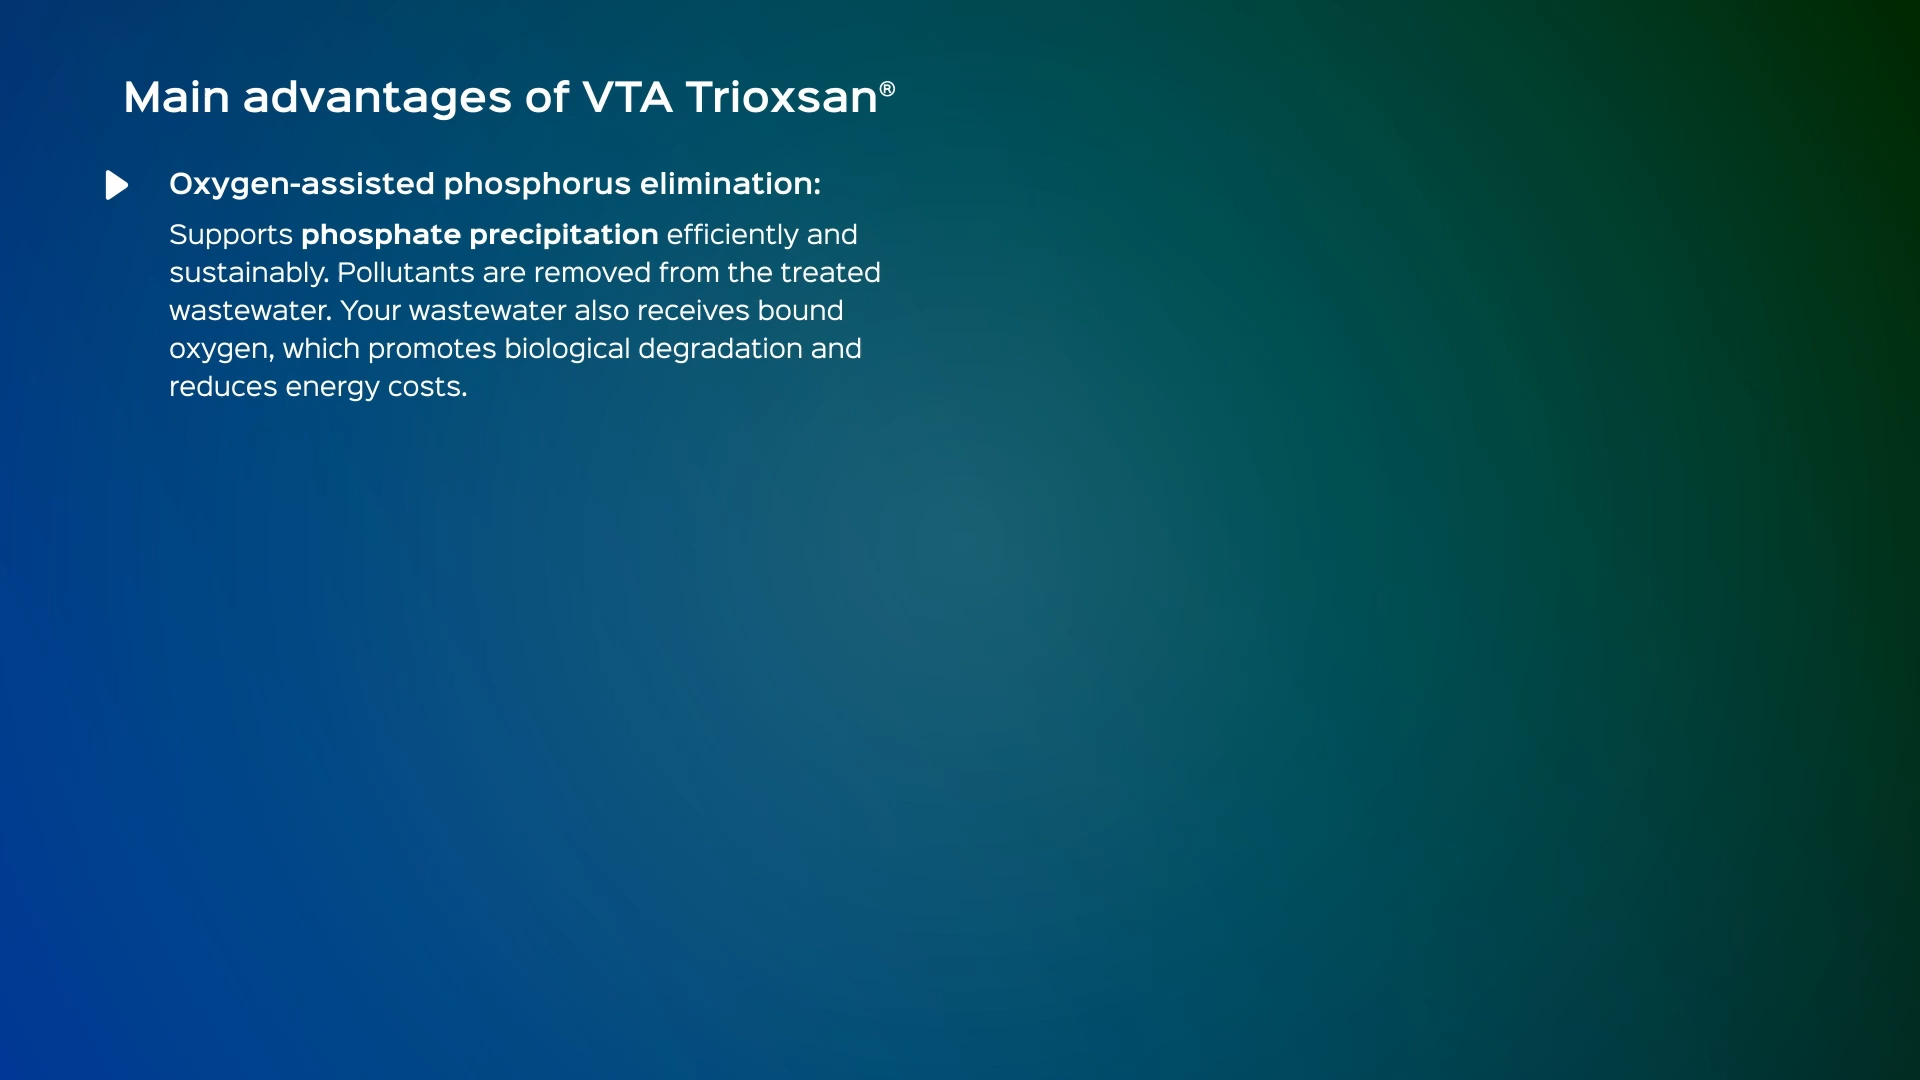 Main advantages of VTA Trioxsan®
Oxygen-assisted phosphorus elimination:
Supports phosphate precipitation efficiently and
sustainably. Pollutants are removed from the treated
wastewater. Your wastewater also receives bound
oxygen, which promotes biological degradation and
reduces energy costs.